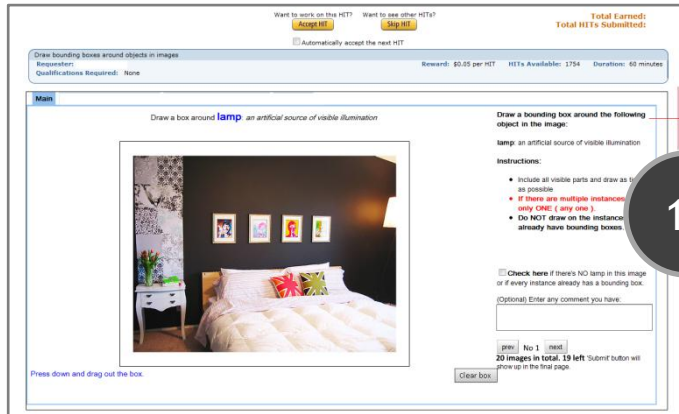 Want to work on this HIT?
Want to see other HITs?
Total Earned:
Accept HIT
Skip HIT
Total HITs Submitted:
Automatically accept the next HIT
Draw bounding boxes around objects in images
Requester:
Reward: $0.05 per HIT
HITs Available: 1754
Duration: 60 minutes
Qualifications Required: None
Main
Draw a box around lamp: an artificial source of visible illumination
Draw a bounding box around the following
object in the image:
lamp: an artificial source of visible illumination
Instructions:
• Include all visible parts and draw as
as possible
• If there are multiple instances
only ONE ( any one ).
• Do NOT draw on the instances
already have bounding boxes.
1
Check here if there's NO lamp in this image
or if every instance already has a bounding box.
(Optional) Enter any comment you have:
prev No 1 next
20 images in total. 19 left 'Submit' button will
show up in the final page.
Press down and drag out the box.
Clear box